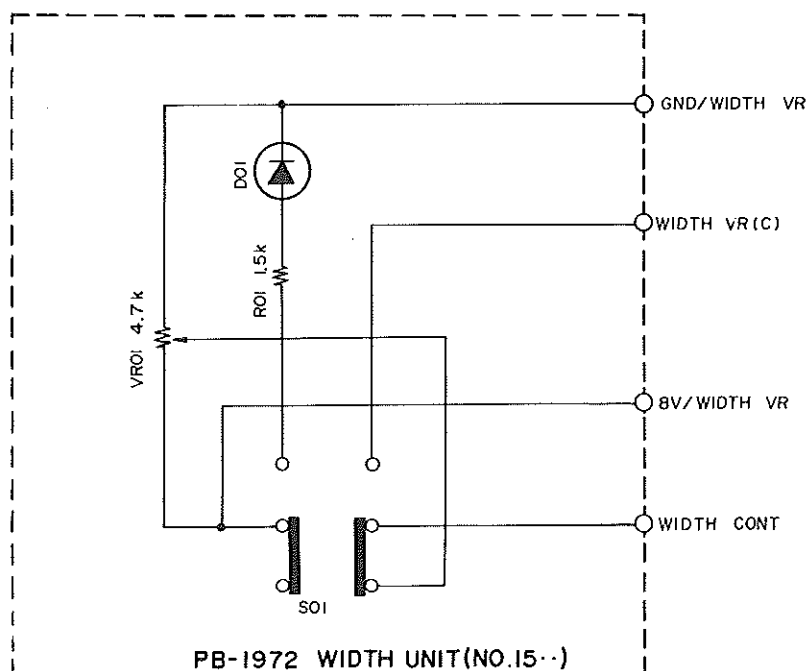 GND/WIDTH VR
D01
WIDTH VR(C)
R01 1.5k
VR01 4.7k
8V/WIDTH VR
WIDTH CONT
S01
PB-1972 WIDTH UNIT(NO.15··)